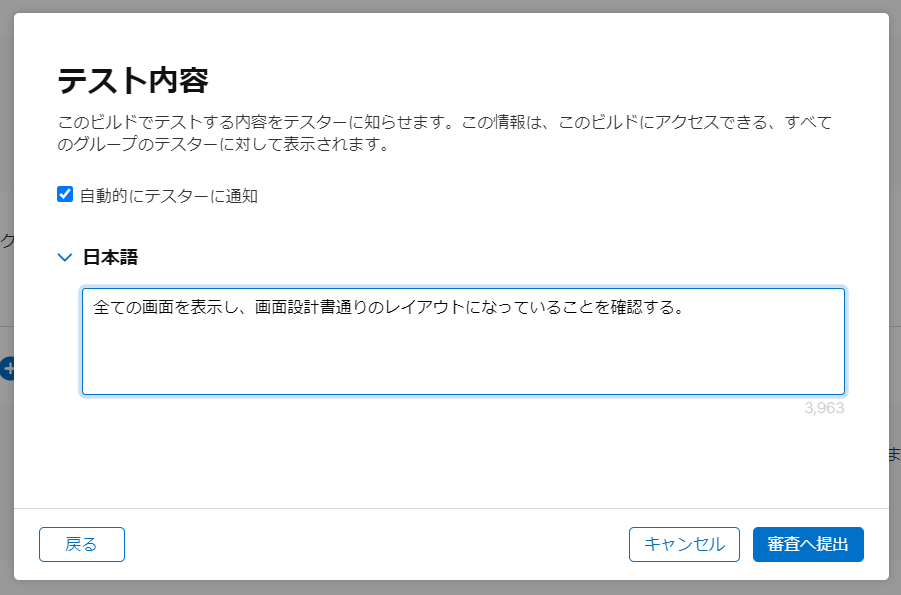 テスト内容
このビルドでテストする内容をテスターに知らせます。この情報は、このビルドにアクセスできる、すべて
のグループのテスターに対して表示されます。
自動的にテスターに通知
ク
日本語
全ての画面を表示し、画面設計書通りのレイアウトになっていることを確認する。
3,963
ま
戻る
キャンセル
審査へ提出